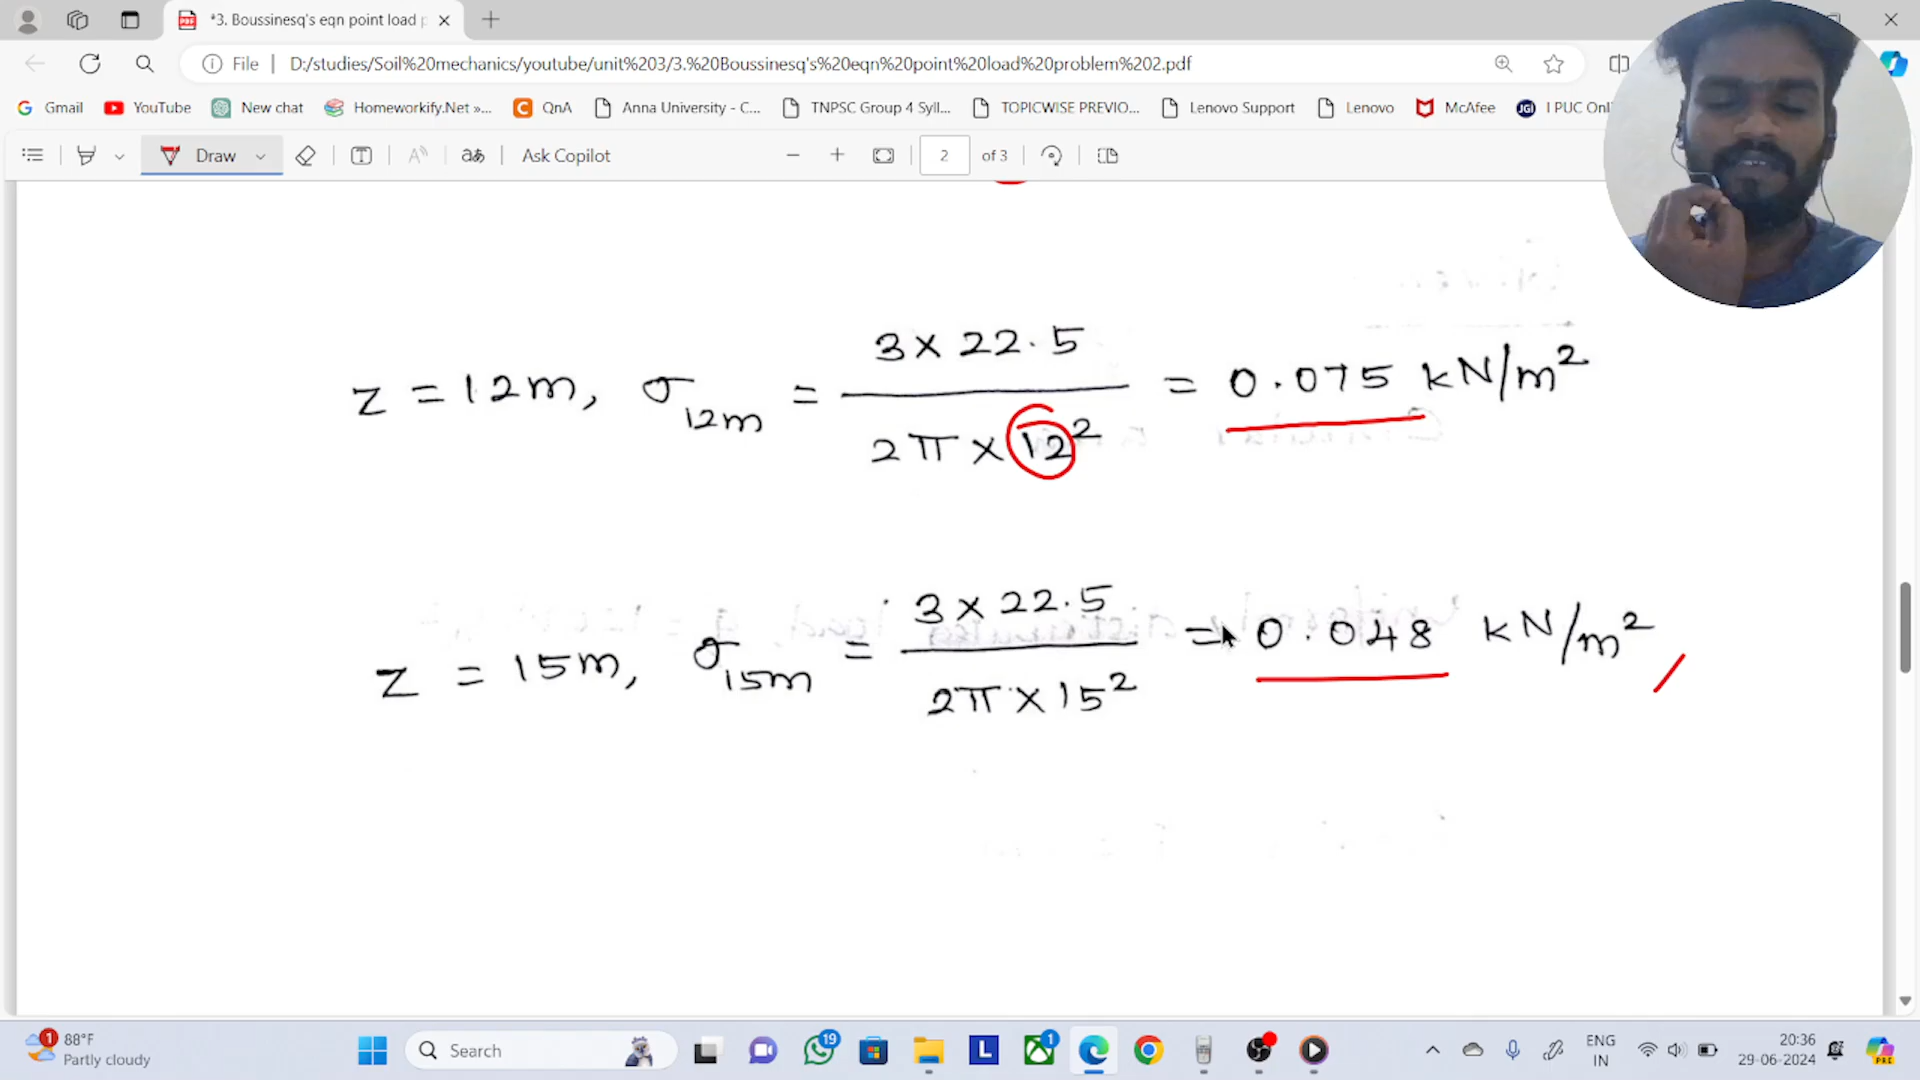 *3. Boussinesq's eqn point load p
File
D:/studies/Soil%20mechanics/youtube/unit%203/3.%20Boussinesq's%20eqn%20point%20load%20problem%202.pdf
Gmail
YouTube
New chat
Homeworkify.Net »...
QnA
Anna University - C...
TNPSC Group 4 Syll...
TOPICWISE PREVIO...
Lenovo Support
Lenovo
McAfee
I PUC Onl
Draw
Ask Copilot
2 of 3
z = 12m, σ12m = 3 × 22.5 / 2π × 12² = 0.075 kN/m²
z = 15m, σ15m = 3 × 22.5 / 2π × 15² = 0.048 kN/m²
1
88°F
Partly cloudy
Search
19
L
1
ENG
IN
20:36
29-06-2024